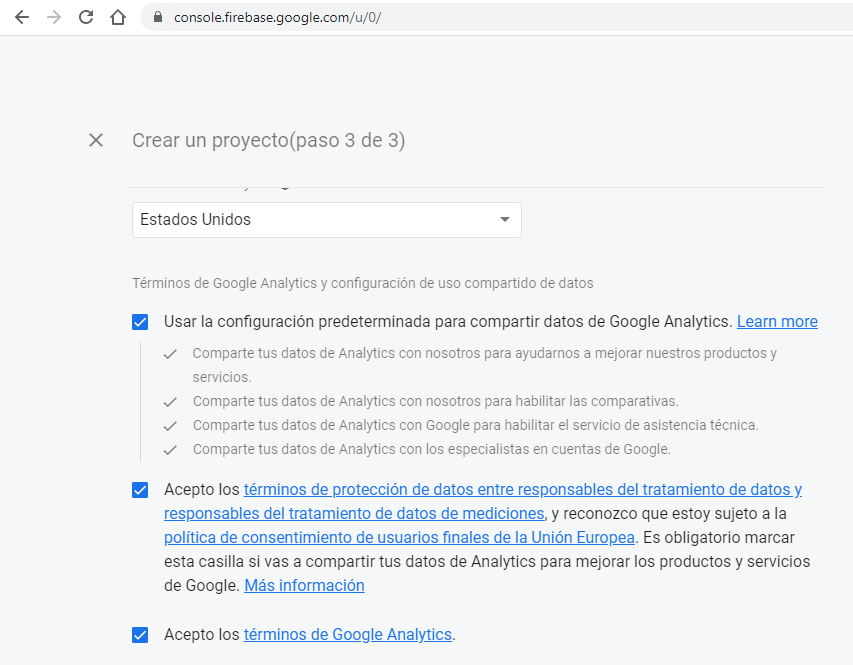 console.firebase.google.com/u/0/
Crear un proyecto(paso 3 de 3)
Estados Unidos
Términos de Google Analytics y configuración de uso compartido de datos
Usar la configuración predeterminada para compartir datos de Google Analytics. Learn more
Comparte tus datos de Analytics con nosotros para ayudarnos a mejorar nuestros productos y
servicios.
Comparte tus datos de Analytics con nosotros para habilitar las comparativas.
Comparte tus datos de Analytics con Google para habilitar el servicio de asistencia técnica.
Comparte tus datos de Analytics con los especialistas en cuentas de Google.
Acepto los términos de protección de datos entre responsables del tratamiento de datos y
responsables del tratamiento de datos de mediciones, y reconozco que estoy sujeto a la
política de consentimiento de usuarios finales de la Unión Europea. Es obligatorio marcar
esta casilla si vas a compartir tus datos de Analytics para mejorar los productos y servicios
de Google. Más información
Acepto los términos de Google Analytics.